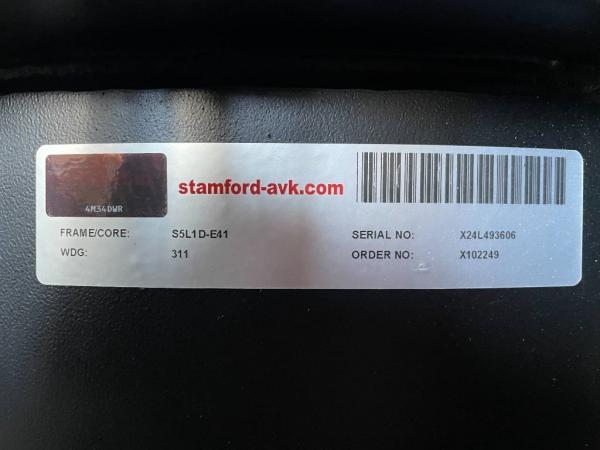 stamford-avk.com
4M34DWR
FRAME/CORE: S5L1D-E41 SERIAL NO: X24L493606
WDG: 311 ORDER NO: X102249